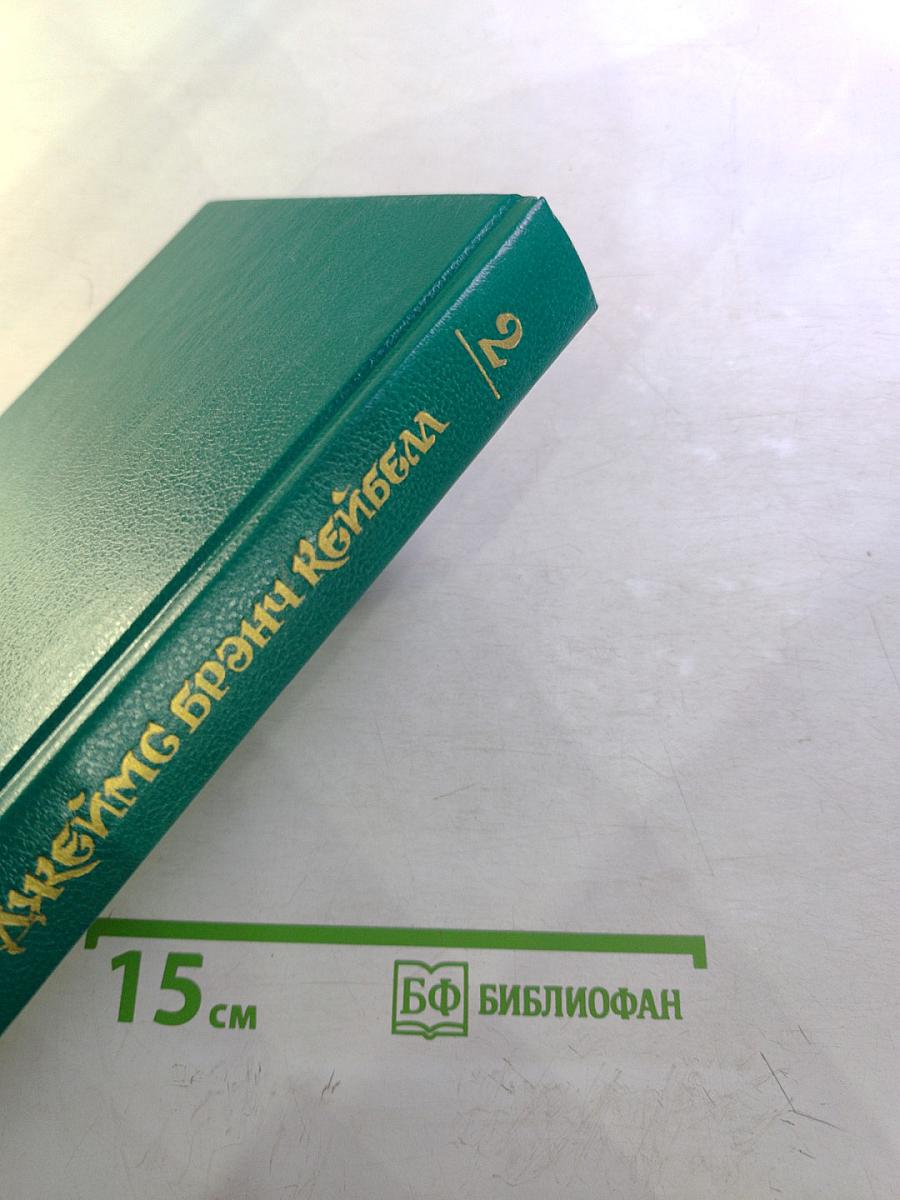 ДЖЕЙМС БРЭНЧ КЕЙБЕЛЛ / 2
15 см
БФ БИБЛИОФАН